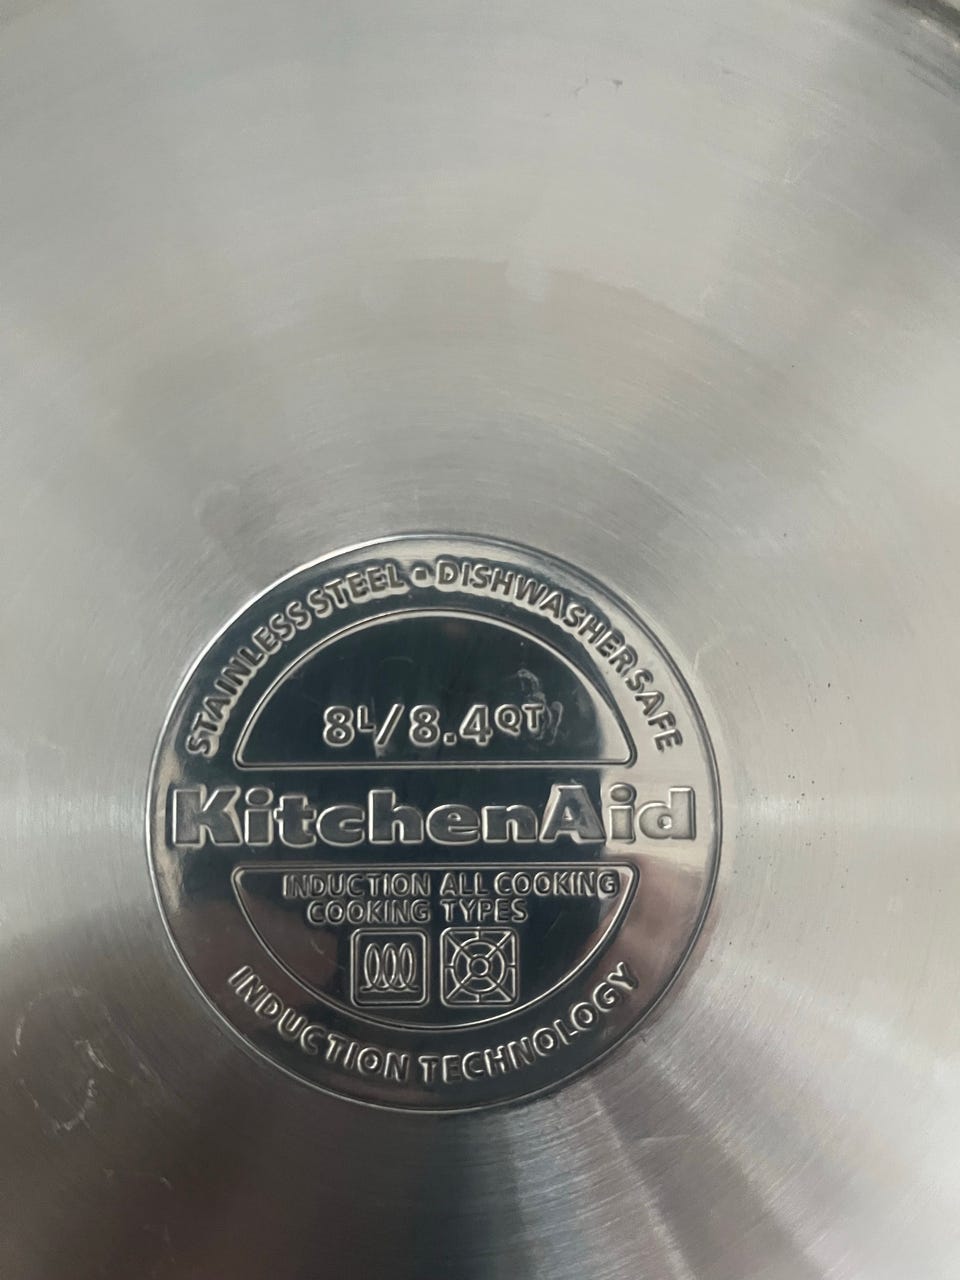 STAINLESS STEEL • DISHWASHER SAFE
8L/8.4QT
KitchenAid
INDUCTION ALL COOKING
COOKING TYPES
INDUCTION TECHNOLOGY